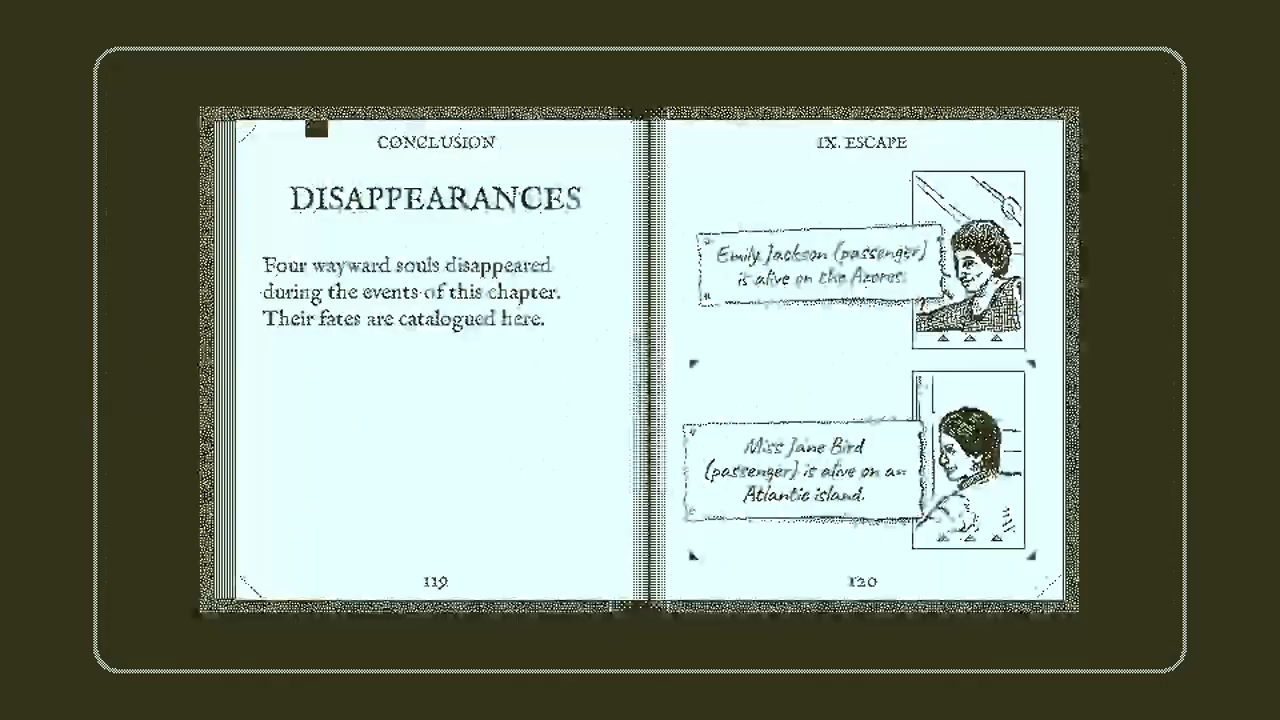 CONCLUSION
DISAPPEARANCES
Four wayward souls disappeared
during the events of this chapter.
Their fates are catalogued here.
119
IX. ESCAPE
Emily Jackson (passenger)
is alive on the Azores.
Miss Jane Bird
(passenger) is alive on an
Atlantic island.
120